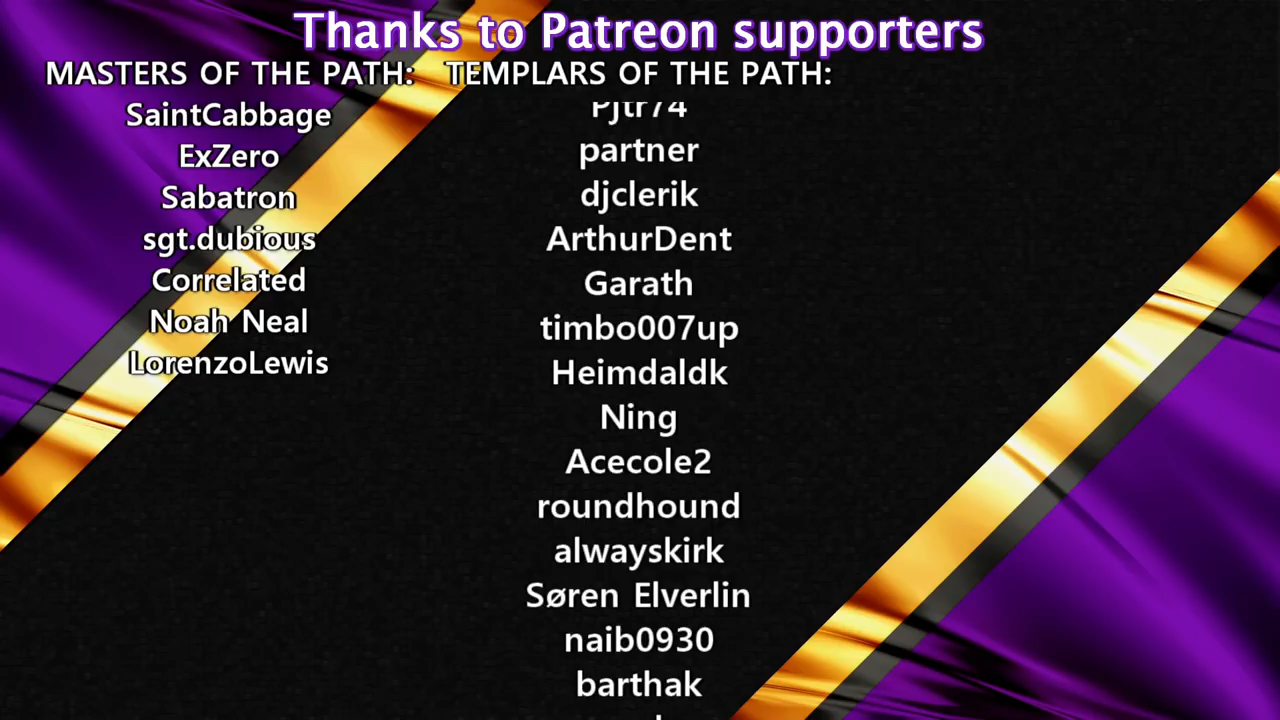 Thanks to Patreon supporters
MASTERS OF THE PATH:
SaintCabbage
ExZero
Sabatron
sgt.dubious
Correlated
Noah Neal
LorenzoLewis
TEMPLARS OF THE PATH:
Pjtr74
partner
djclerik
ArthurDent
Garath
timbo007up
Heimdaldk
Ning
Acecole2
roundhound
alwayskirk
Søren Elverlin
naib0930
barthak